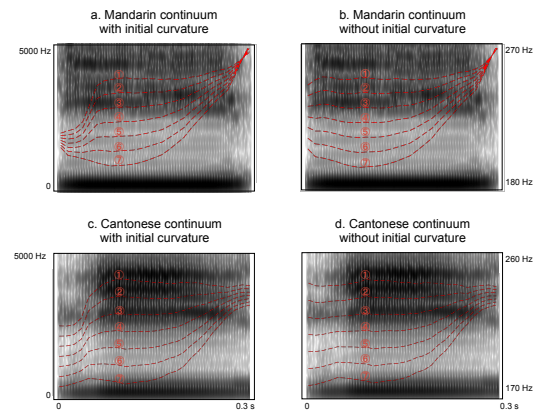 a. Mandarin continuum
with initial curvature
b. Mandarin continuum
without initial curvature
5000 Hz
270 Hz
1
2
3
4
5
6
7
1
2
3
4
5
6
7
0
180 Hz
c. Cantonese continuum
with initial curvature
d. Cantonese continuum
without initial curvature
5000 Hz
260 Hz
1
2
3
4
5
6
7
1
2
3
4
5
6
7
0
170 Hz
0
0.3 s
0
0.3 s